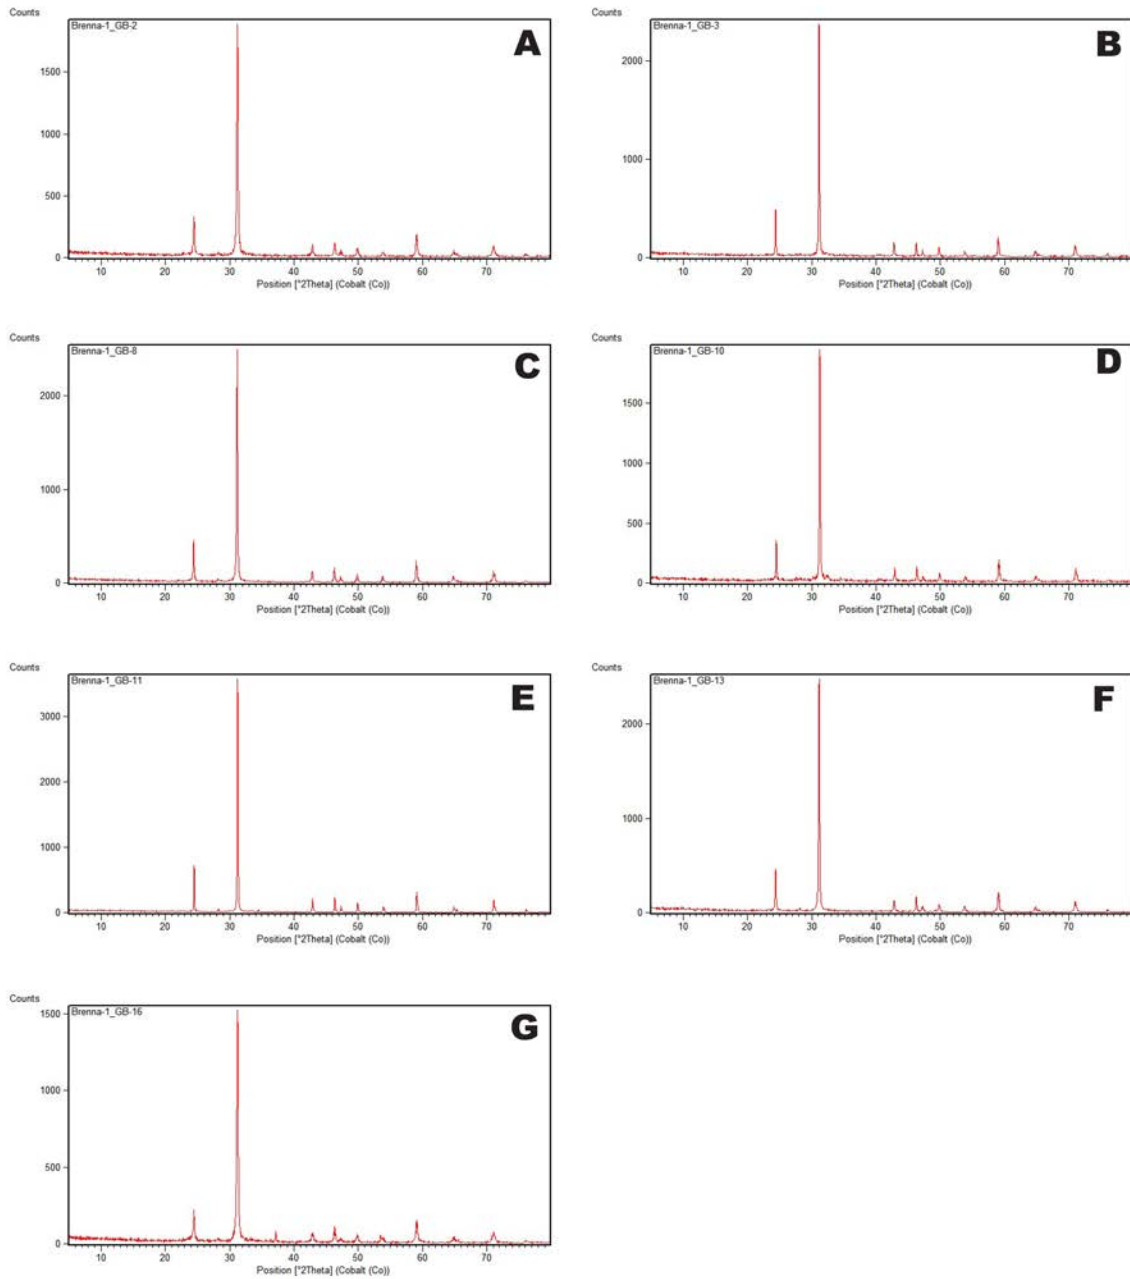 Counts
Brenna-1_GB-2
A
1500
1000
500
0
10 20 30 40 50 60 70
Position [°2Theta] (Cobalt (Co))
Counts
Brenna-1_GB-3
B
2000
1000
0
10 20 30 40 50 60 70
Position [°2Theta] (Cobalt (Co))
Counts
Brenna-1_GB-8
C
2000
1000
0
10 20 30 40 50 60 70
Position [°2Theta] (Cobalt (Co))
Counts
Brenna-1_GB-10
D
1500
1000
500
0
10 20 30 40 50 60 70
Position [°2Theta] (Cobalt (Co))
Counts
Brenna-1_GB-11
E
3000
2000
1000
0
10 20 30 40 50 60 70
Position [°2Theta] (Cobalt (Co))
Counts
Brenna-1_GB-13
F
2000
1000
0
10 20 30 40 50 60 70
Position [°2Theta] (Cobalt (Co))
Counts
Brenna-1_GB-16
G
1500
1000
500
0
10 20 30 40 50 60 70
Position [°2Theta] (Cobalt (Co))